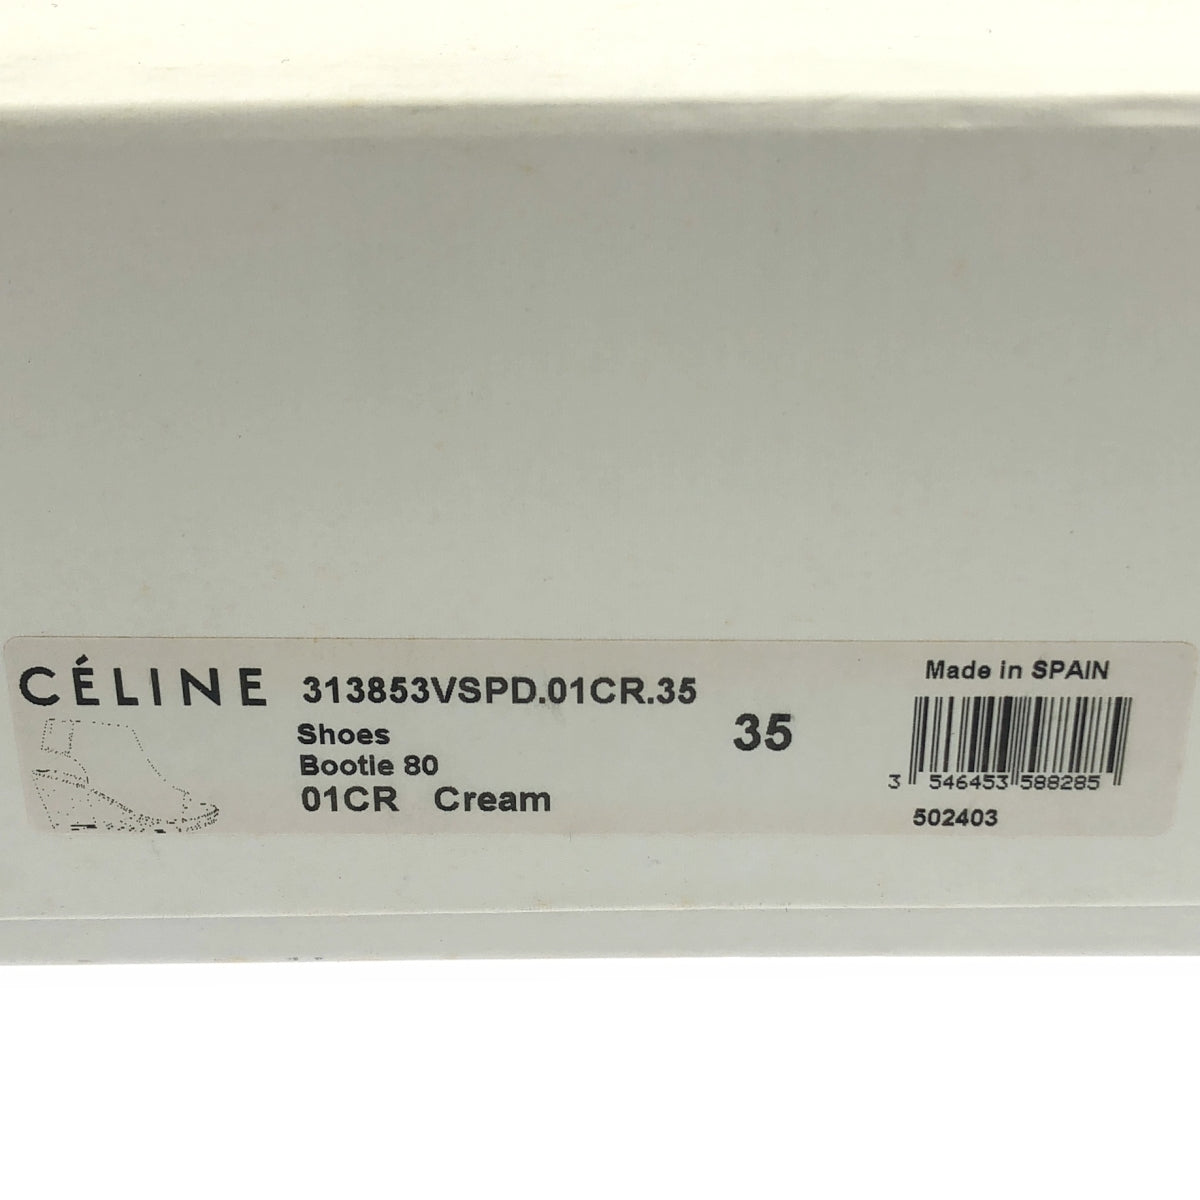 CÉLINE
313853VSPD.01CR.35
Shoes
Bootie 80
01CR Cream
35
Made in SPAIN
3 546453 588285
502403